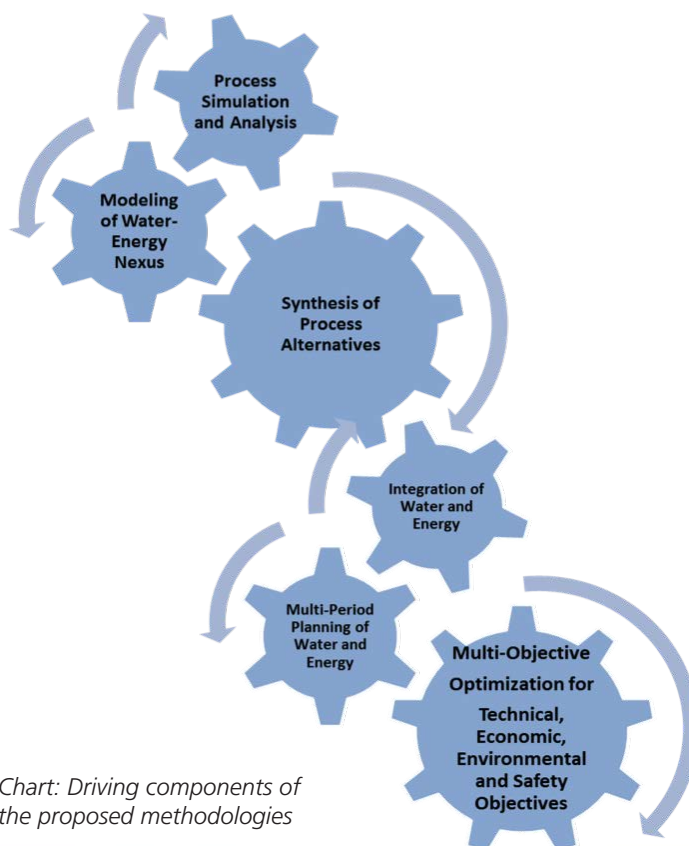 Process
Simulation
and Analysis
Modeling
of Water-
Energy
Nexus
Synthesis of
Process
Alternatives
Integration of
Water and
Energy
Multi-Period
Planning of
Water and
Energy
Multi-Objective
Optimization for
Technical,
Economic,
Environmental
and Safety
Objectives
Chart: Driving components of
the proposed methodologies